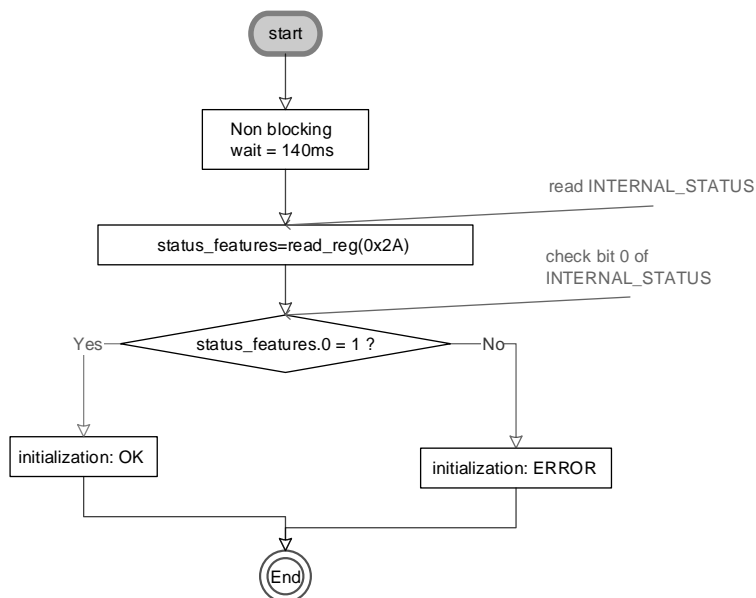 start
Non blocking
wait = 140ms
read INTERNAL_STATUS
status_features=read_reg(0x2A)
check bit 0 of
INTERNAL_STATUS
Yes
status_features.0 = 1 ?
No
initialization: OK
initialization: ERROR
End